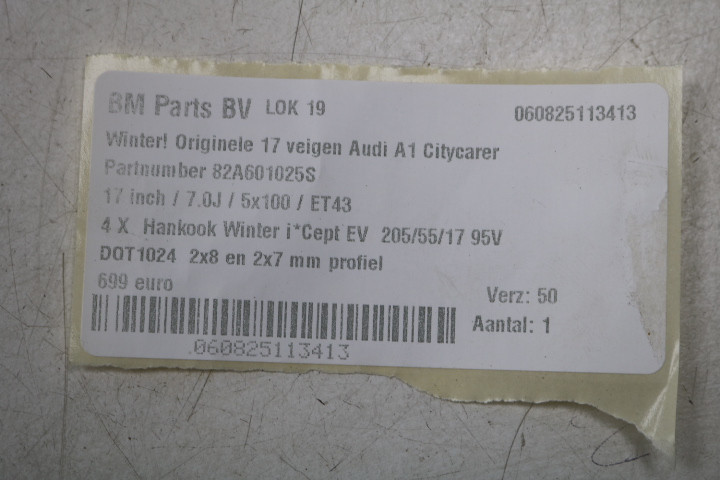 BM Parts BV LOK 19 060825113413
Winter! Originele 17 veigen Audi A1 Citycarer
Partnumber 82A601025S
17 inch / 7.0J / 5x100 / ET43
4 X Hankook Winter i*Cept EV 205/55/17 95V
DOT1024 2x8 en 2x7 mm profiel
699 euro
Verz: 50
Aantal: 1
060825113413